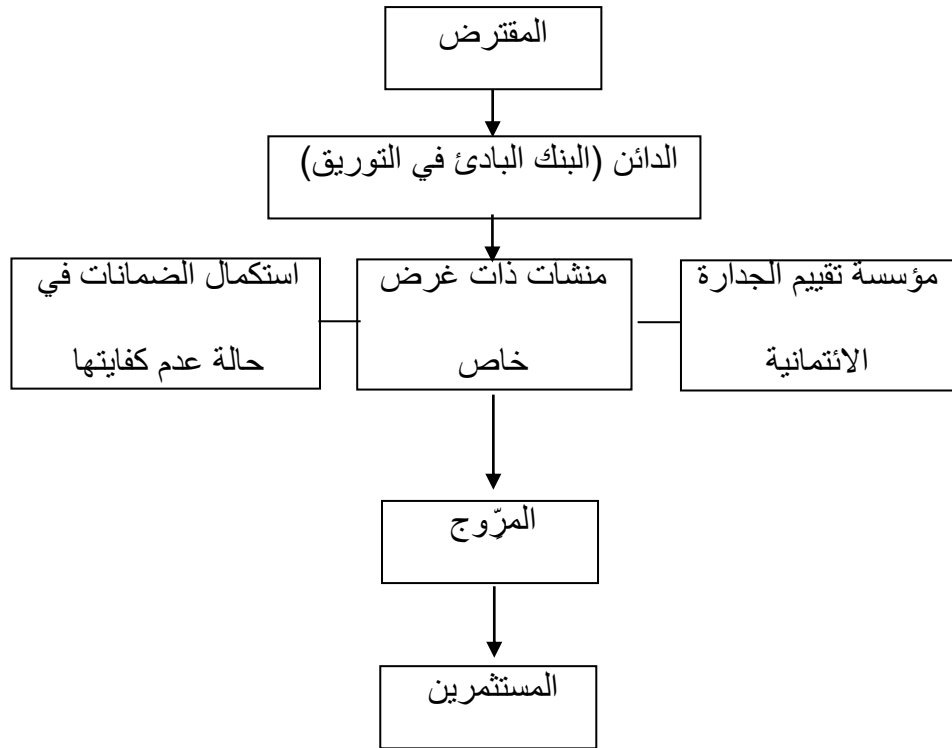 المقترض
الدائن (البنك البادئ في التوريق)
مؤسسة تقييم الجدارة
الائتمانية
منشات ذات غرض
خاص
استكمال الضمانات في
حالة عدم كفايتها
المرّوج
المستثمرين